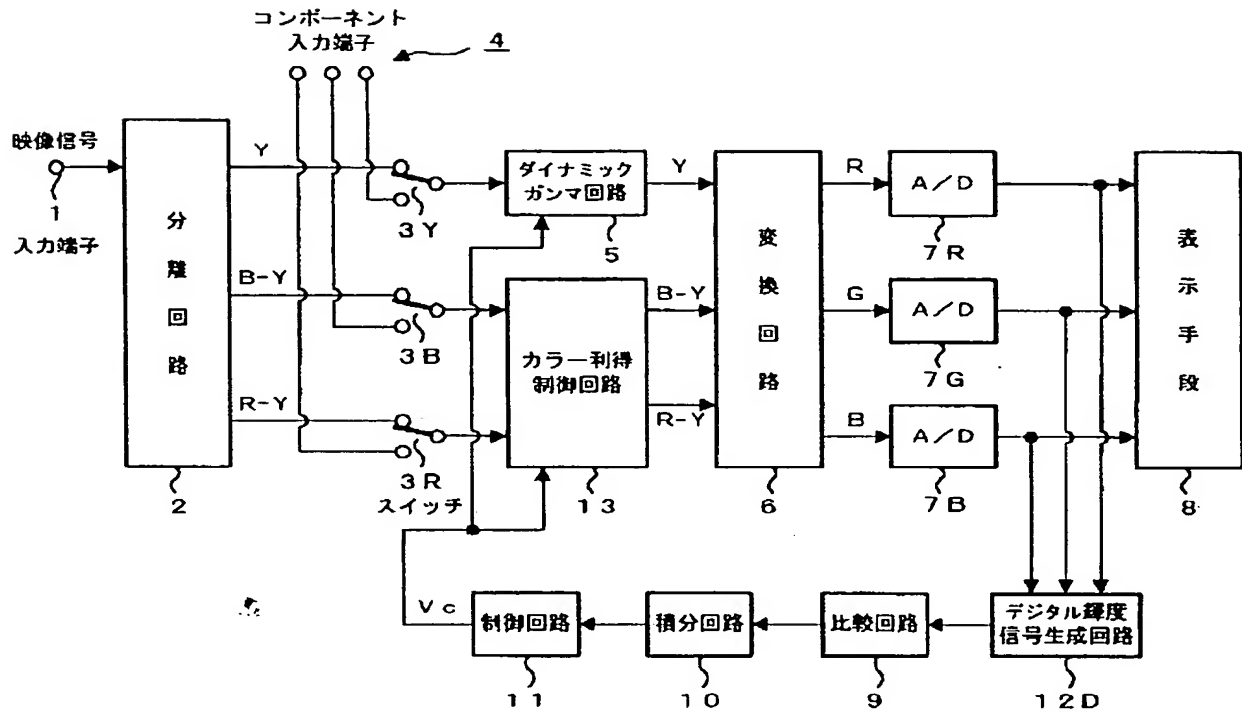 コンポーネント
入力端子
4
映像信号
1
入力端子
分離回路
2
Y
B-Y
R-Y
3Y
3B
3R
スイッチ
ダイナミック
ガンマ回路
5
カラー利得
制御回路
13
Y
B-Y
R-Y
変換回路
6
R
G
B
A/D
7R
A/D
7G
A/D
7B
表示手段
8
Vc
制御回路
11
積分回路
10
比較回路
9
デジタル輝度
信号生成回路
12D